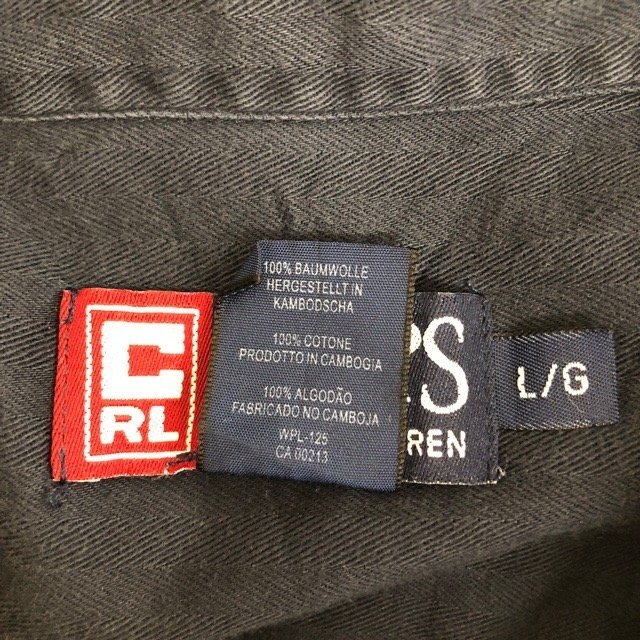 C
RL
100% BAUMWOLLE
HERGESTELLT IN
KAMBODSCHA
100% COTONE
PRODOTTO IN CAMBOGIA
100% ALGODÃO
FABRICADO NO CAMBOJA
WPL-125
CA 00213
PS
REN
L/G